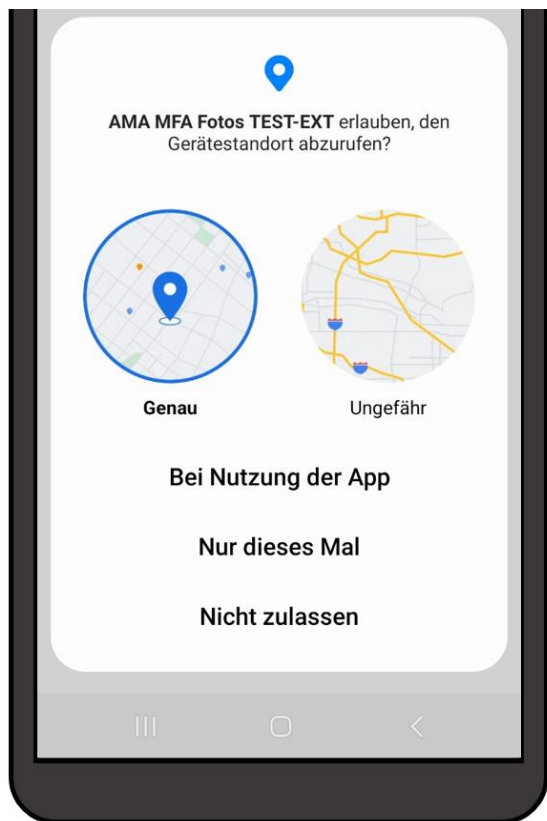 AMA MFA Fotos TEST-EXT erlauben, den
Gerätestandort abzurufen?
Genau
Ungefähr
Bei Nutzung der App
Nur dieses Mal
Nicht zulassen